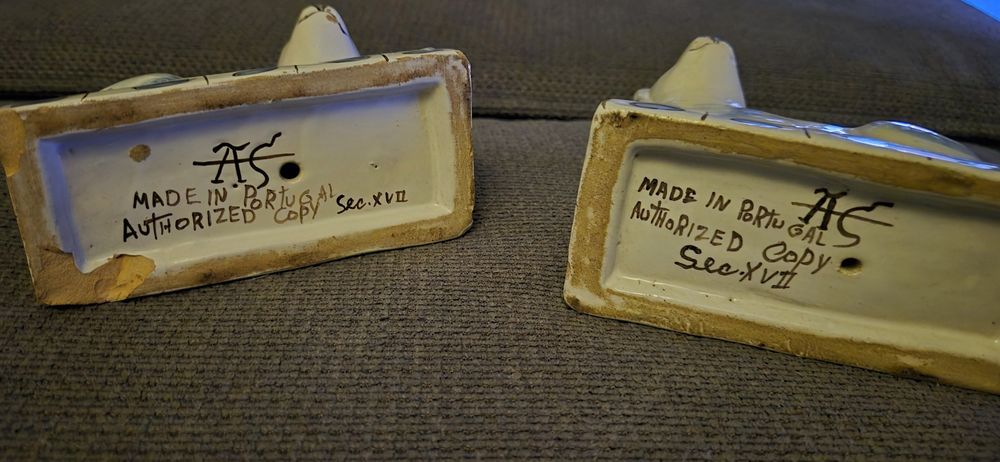 AS
MADE IN PORTUGAL
AUTHORIZED COPY Sec. XVII
AS
MADE IN PORTUGAL
AUTHORIZED COPY
Sec. XVII